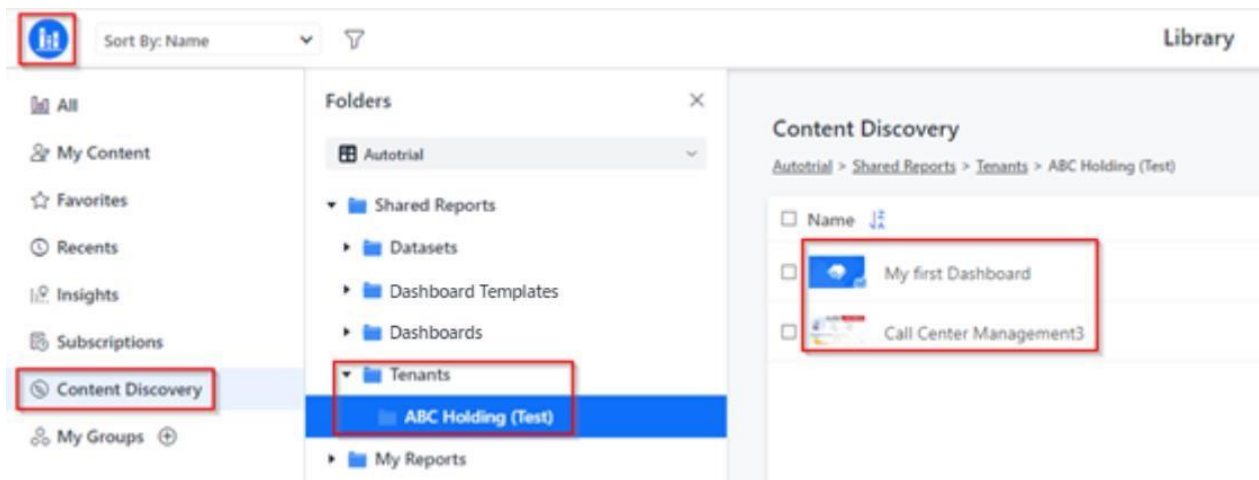 Sort By: Name
Library
All
My Content
Favorites
Recents
Insights
Subscriptions
Content Discovery
My Groups
Folders
Autotrial
Shared Reports
Datasets
Dashboard Templates
Dashboards
Tenants
ABC Holding (Test)
My Reports
Content Discovery
Autotrial > Shared Reports > Tenants > ABC Holding (Test)
Name
My first Dashboard
Call Center Management3